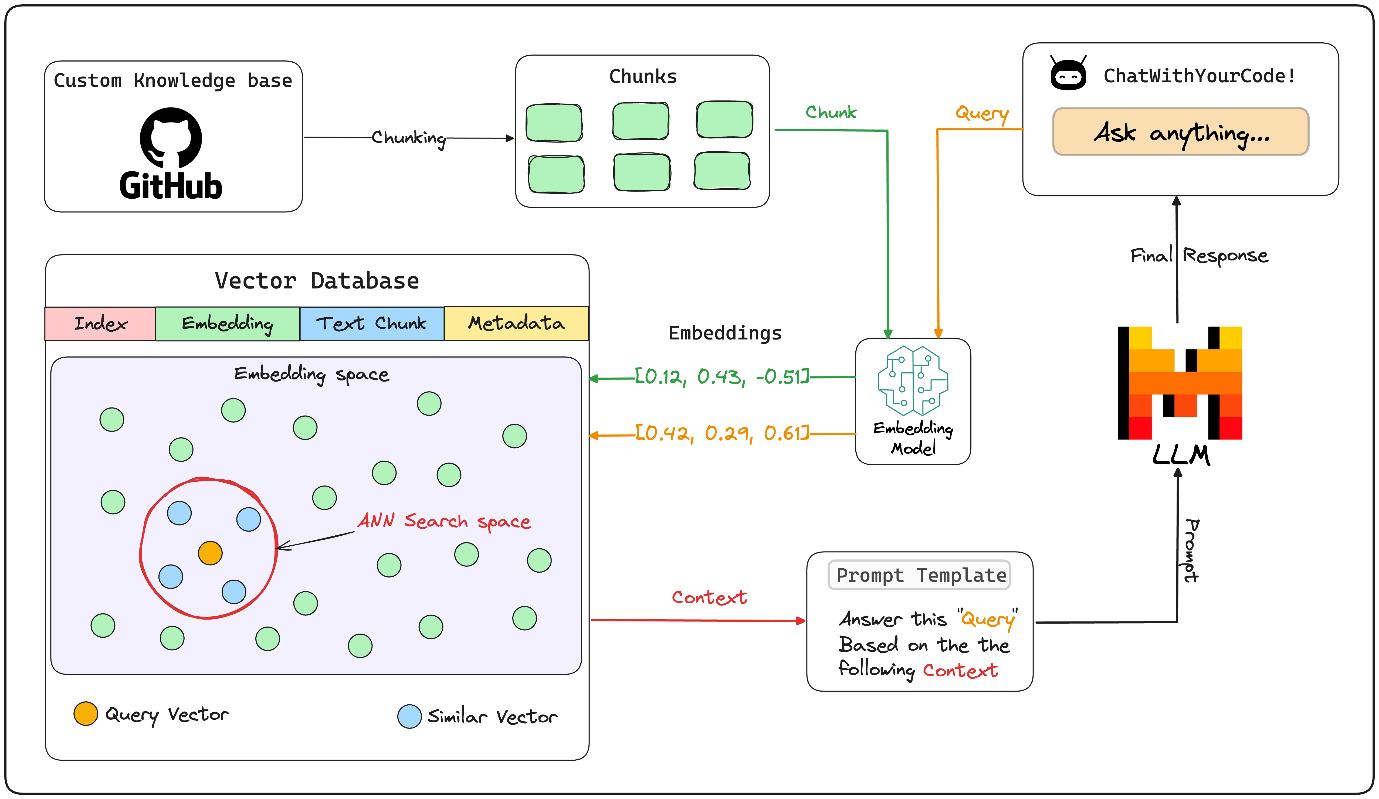 Custom Knowledge base
GitHub
Chunking
Chunks
Chunk
Query
ChatWithYourCode!
Ask anything...
Final Response
Vector Database
Index
Embedding
Text Chunk
Metadata
Embedding space
ANN Search space
Query Vector
Similar Vector
Embeddings
[0.12, 0.43, -0.51]
[0.42, 0.29, 0.61]
Embedding
Model
LLM
Prompt
Context
Prompt Template
Answer this "Query"
Based on the the
following Context